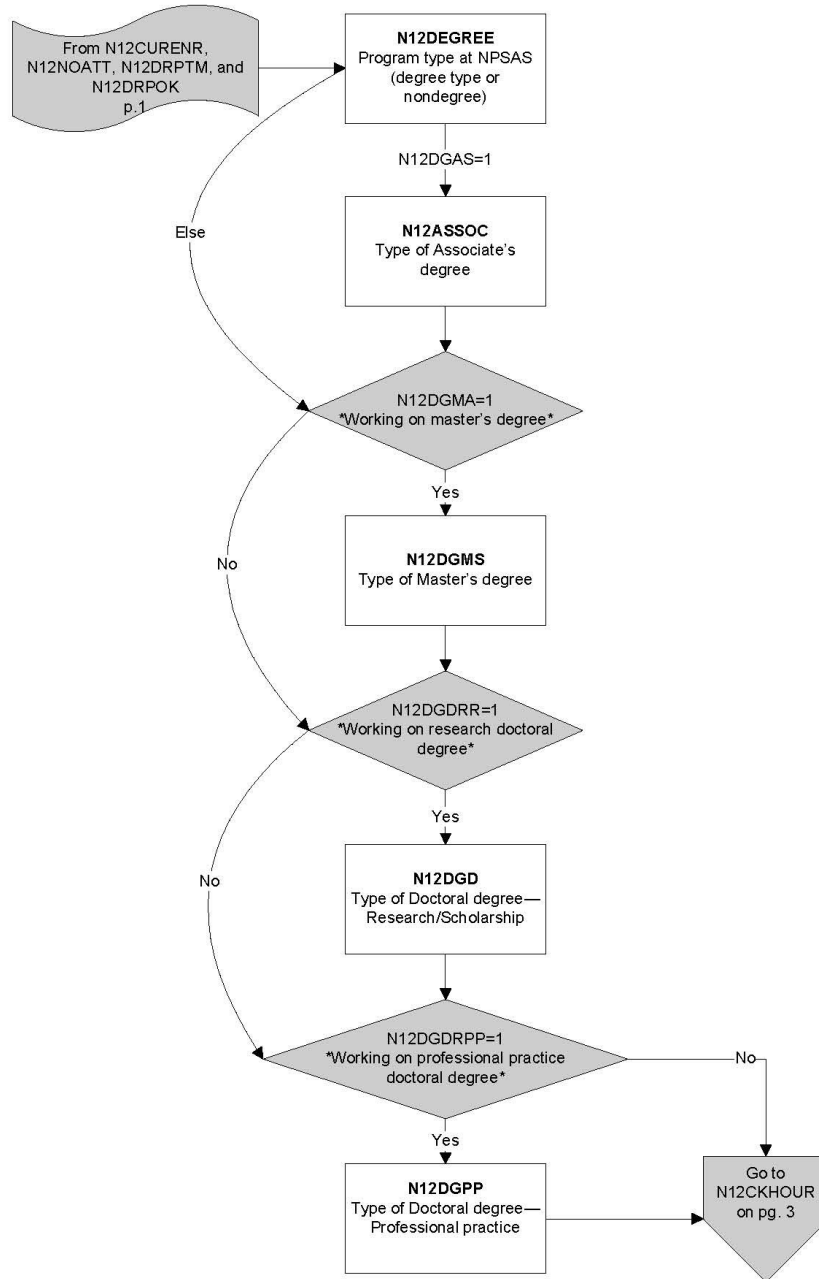 From N12CURENR,
N12NOATT, N12DRPTM, and
N12DRPOK
p.1
N12DEGREE
Program type at NPSAS
(degree type or
nondegree)
N12DGAS=1
Else
N12ASSOC
Type of Associate's
degree
N12DGMA=1
*Working on master's degree*
Yes
No
N12DGMS
Type of Master's degree
N12DGDRR=1
*Working on research doctoral
degree*
Yes
No
N12DGD
Type of Doctoral degree—
Research/Scholarship
N12DGDRPP=1
*Working on professional practice
doctoral degree*
No
Yes
N12DGPP
Type of Doctoral degree—
Professional practice
Go to
N12CKHOUR
on pg. 3